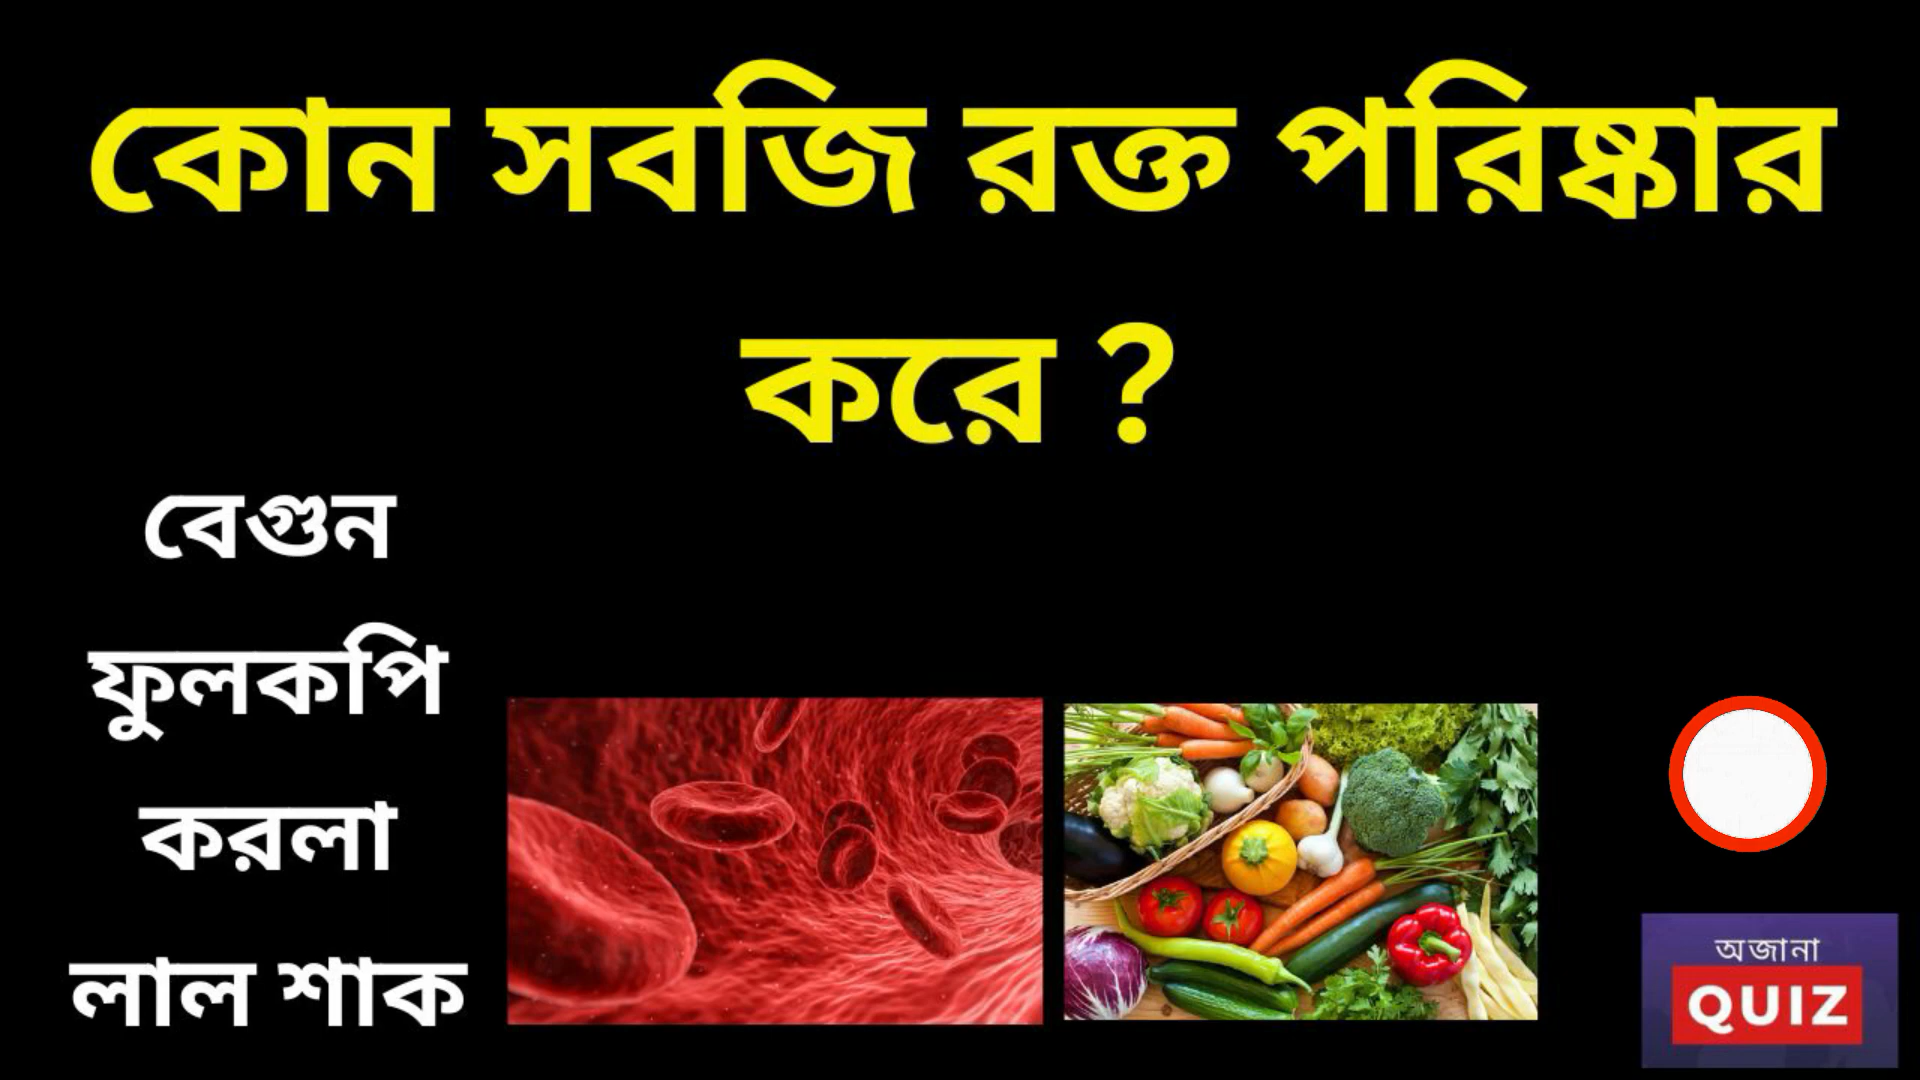 কোন সবজি রক্ত পরিষ্কার
করে ?
বেগুন
ফুলকপি
করলা
লাল শাক
অজানা
QUIZ